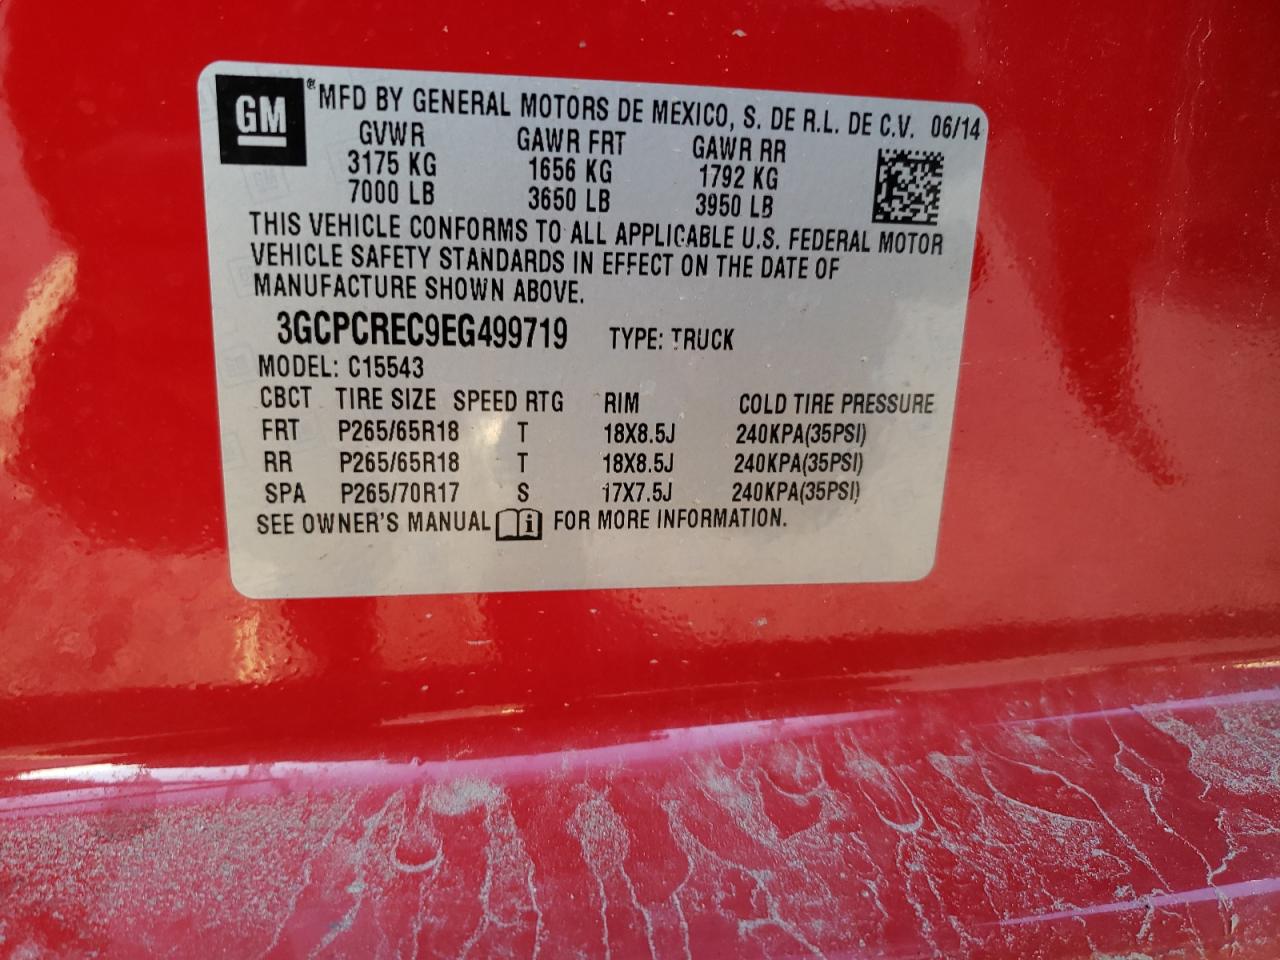 GM ® MFD BY GENERAL MOTORS DE MEXICO, S. DE R.L. DE C.V. 06/14
GVWR GAWR FRT GAWR RR
3175 KG 1656 KG 1792 KG
7000 LB 3650 LB 3950 LB
THIS VEHICLE CONFORMS TO ALL APPLICABLE U.S. FEDERAL MOTOR
VEHICLE SAFETY STANDARDS IN EFFECT ON THE DATE OF
MANUFACTURE SHOWN ABOVE.
3GCPCREC9EG499719 TYPE: TRUCK
MODEL: C15543
CBCT TIRE SIZE SPEED RTG RIM COLD TIRE PRESSURE
FRT P265/65R18 T 18X8.5J 240KPA(35PSI)
RR P265/65R18 T 18X8.5J 240KPA(35PSI)
SPA P265/70R17 S 17X7.5J 240KPA(35PSI)
SEE OWNER'S MANUAL i FOR MORE INFORMATION.